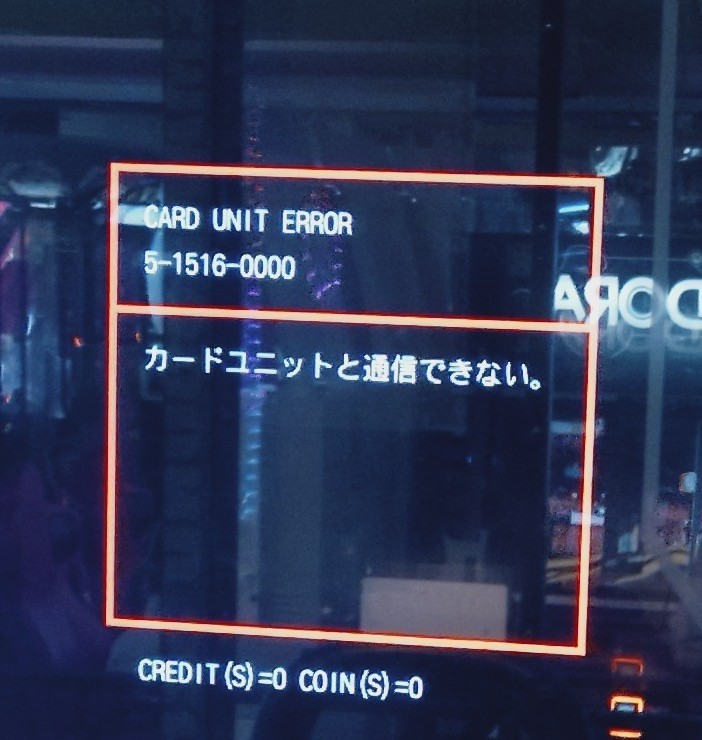 CARD UNIT ERROR
5-1516-0000
カードユニットと通信できない。
CREDIT(S)=0 COIN(S)=0